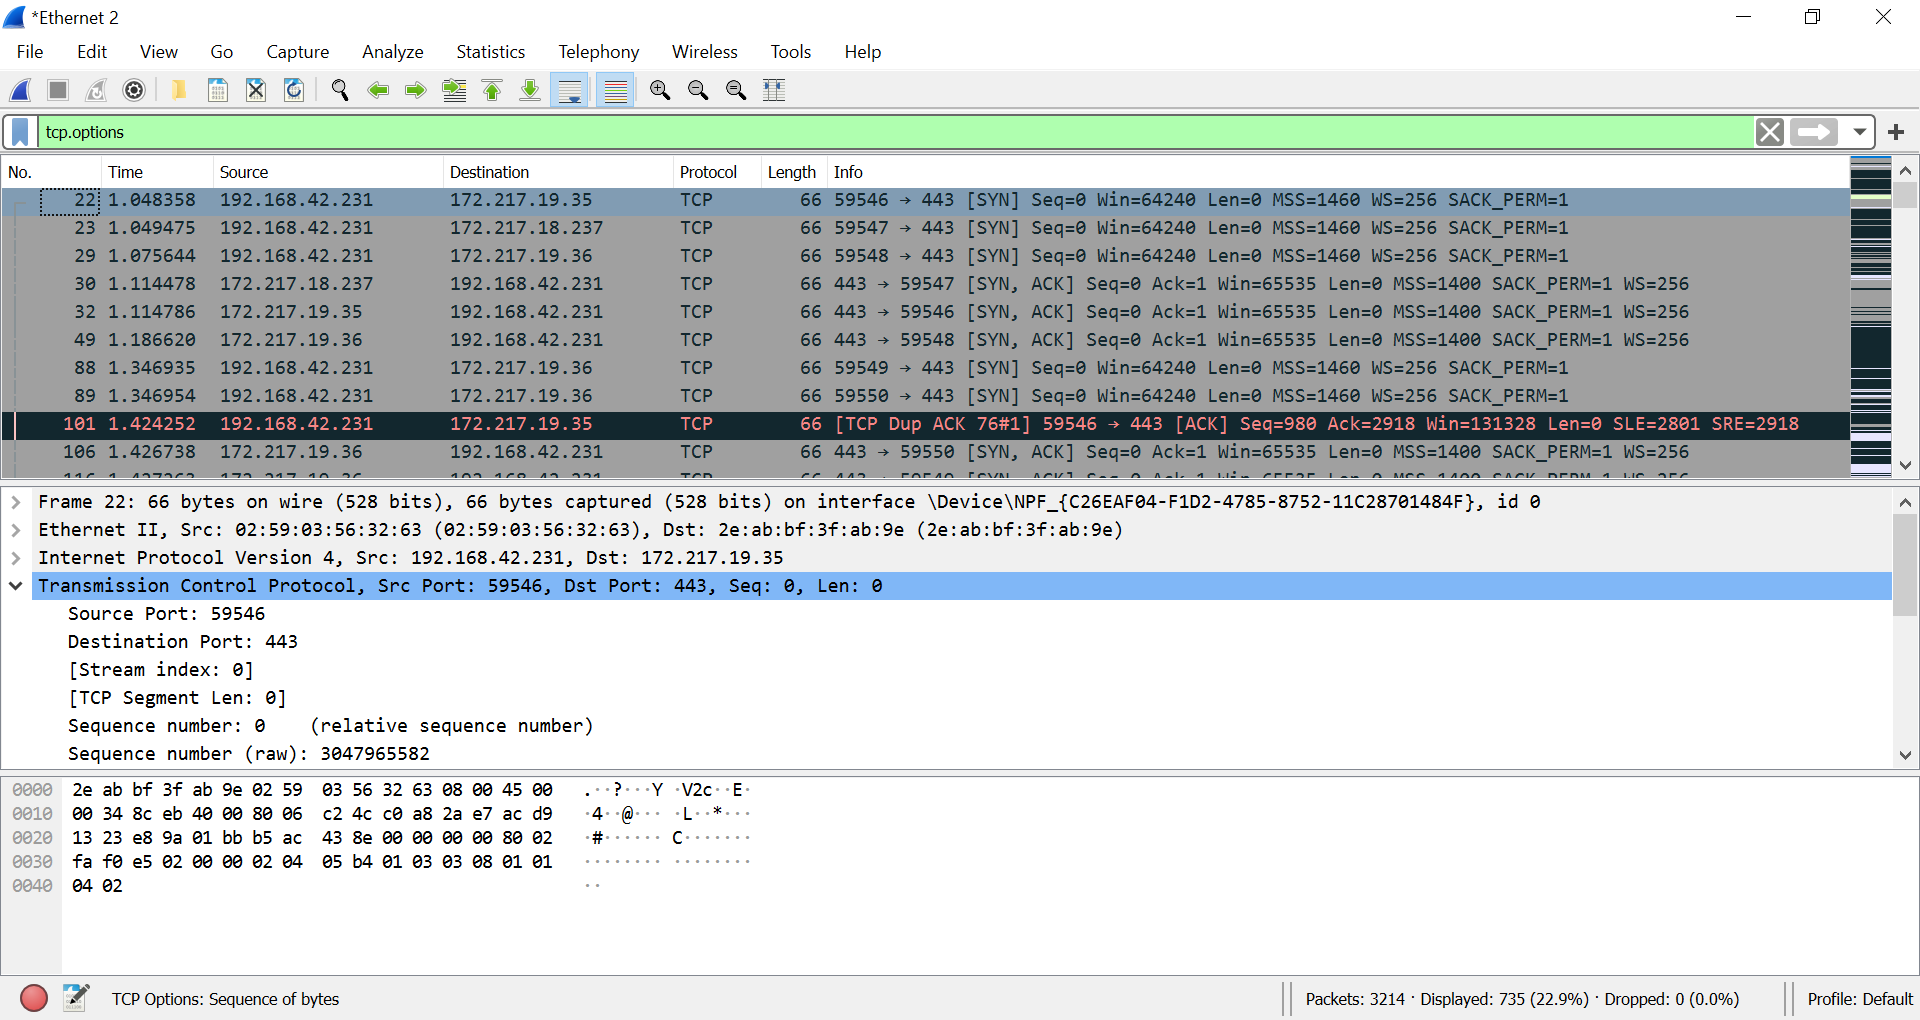 *Ethernet 2
File Edit View Go Capture Analyze Statistics Telephony Wireless Tools Help
tcp.options
No. Time Source Destination Protocol Length Info
22 1.048358 192.168.42.231 172.217.19.35 TCP 66 59546 → 443 [SYN] Seq=0 Win=64240 Len=0 MSS=1460 WS=256 SACK_PERM=1
23 1.049475 192.168.42.231 172.217.18.237 TCP 66 59547 → 443 [SYN] Seq=0 Win=64240 Len=0 MSS=1460 WS=256 SACK_PERM=1
29 1.075644 192.168.42.231 172.217.19.36 TCP 66 59548 → 443 [SYN] Seq=0 Win=64240 Len=0 MSS=1460 WS=256 SACK_PERM=1
30 1.114478 172.217.18.237 192.168.42.231 TCP 66 443 → 59547 [SYN, ACK] Seq=0 Ack=1 Win=65535 Len=0 MSS=1400 SACK_PERM=1 WS=256
32 1.114786 172.217.19.35 192.168.42.231 TCP 66 443 → 59546 [SYN, ACK] Seq=0 Ack=1 Win=65535 Len=0 MSS=1400 SACK_PERM=1 WS=256
49 1.186620 172.217.19.36 192.168.42.231 TCP 66 443 → 59548 [SYN, ACK] Seq=0 Ack=1 Win=65535 Len=0 MSS=1400 SACK_PERM=1 WS=256
88 1.346935 192.168.42.231 172.217.19.36 TCP 66 59549 → 443 [SYN] Seq=0 Win=64240 Len=0 MSS=1460 WS=256 SACK_PERM=1
89 1.346954 192.168.42.231 172.217.19.36 TCP 66 59550 → 443 [SYN] Seq=0 Win=64240 Len=0 MSS=1460 WS=256 SACK_PERM=1
101 1.424252 192.168.42.231 172.217.19.35 TCP 66 [TCP Dup ACK 76#1] 59546 → 443 [ACK] Seq=980 Ack=2918 Win=131328 Len=0 SLE=2801 SRE=2918
106 1.426738 172.217.19.36 192.168.42.231 TCP 66 443 → 59550 [SYN, ACK] Seq=0 Ack=1 Win=65535 Len=0 MSS=1400 SACK_PERM=1 WS=256
Frame 22: 66 bytes on wire (528 bits), 66 bytes captured (528 bits) on interface \Device\NPF_{C26EAF04-F1D2-4785-8752-11C28701484F}, id 0
Ethernet II, Src: 02:59:03:56:32:63 (02:59:03:56:32:63), Dst: 2e:ab:bf:3f:ab:9e (2e:ab:bf:3f:ab:9e)
Internet Protocol Version 4, Src: 192.168.42.231, Dst: 172.217.19.35
Transmission Control Protocol, Src Port: 59546, Dst Port: 443, Seq: 0, Len: 0
Source Port: 59546
Destination Port: 443
[Stream index: 0]
[TCP Segment Len: 0]
Sequence number: 0 (relative sequence number)
Sequence number (raw): 3047965582
0000 2e ab bf 3f ab 9e 02 59 03 56 32 63 08 00 45 00 .··?···Y ·V2c··E·
0010 00 34 8c eb 40 00 80 06 c2 4c c0 a8 2a e7 ac d9 ·4··@··· ·L··*···
0020 13 23 e8 9a 01 bb b5 ac 43 8e 00 00 00 00 80 02 ·#······ C·······
0030 fa f0 e5 02 00 00 02 04 05 b4 01 03 03 08 01 01 ········ ········
0040 04 02 ··
TCP Options: Sequence of bytes Packets: 3214 · Displayed: 735 (22.9%) · Dropped: 0 (0.0%) Profile: Default